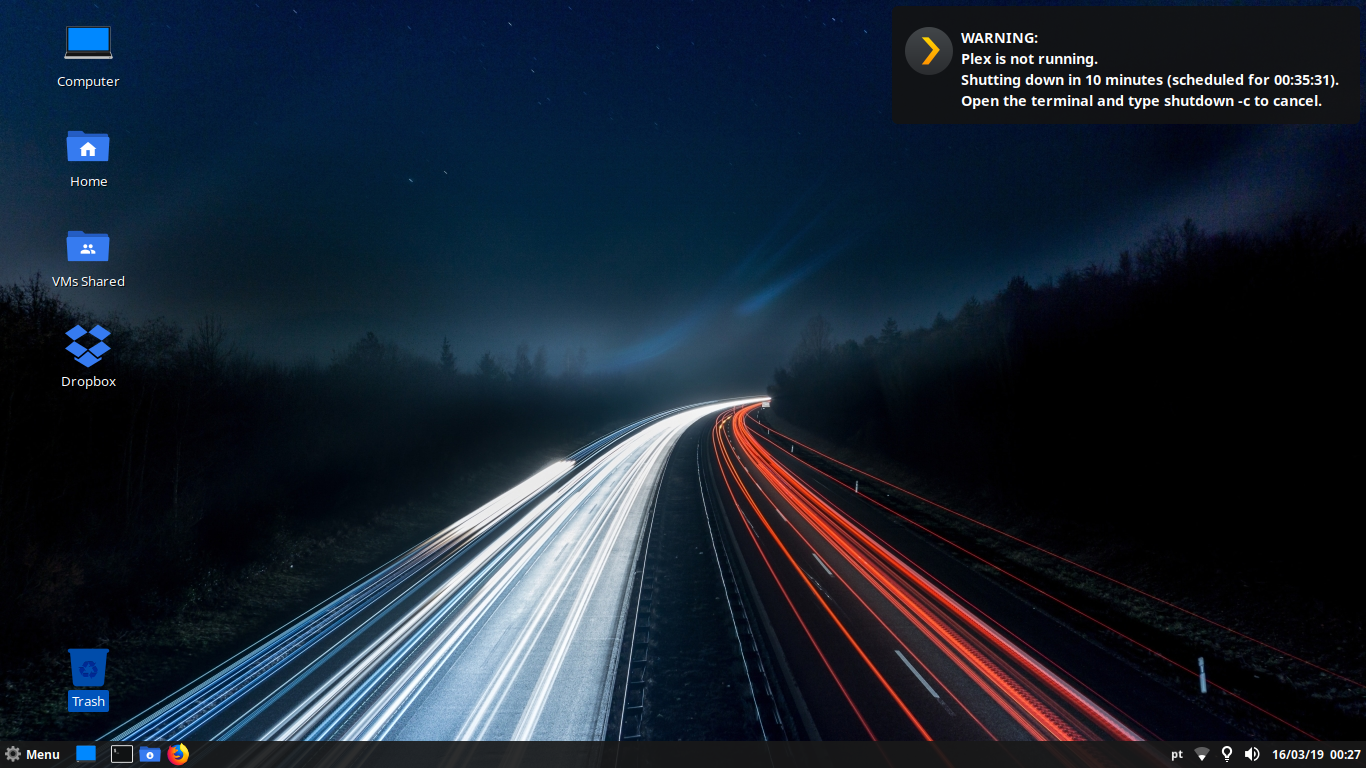 Computer
Home
VMs Shared
Dropbox
Trash
WARNING:
Plex is not running.
Shutting down in 10 minutes (scheduled for 00:35:31).
Open the terminal and type shutdown -c to cancel.
Menu
pt
16/03/19 00:27